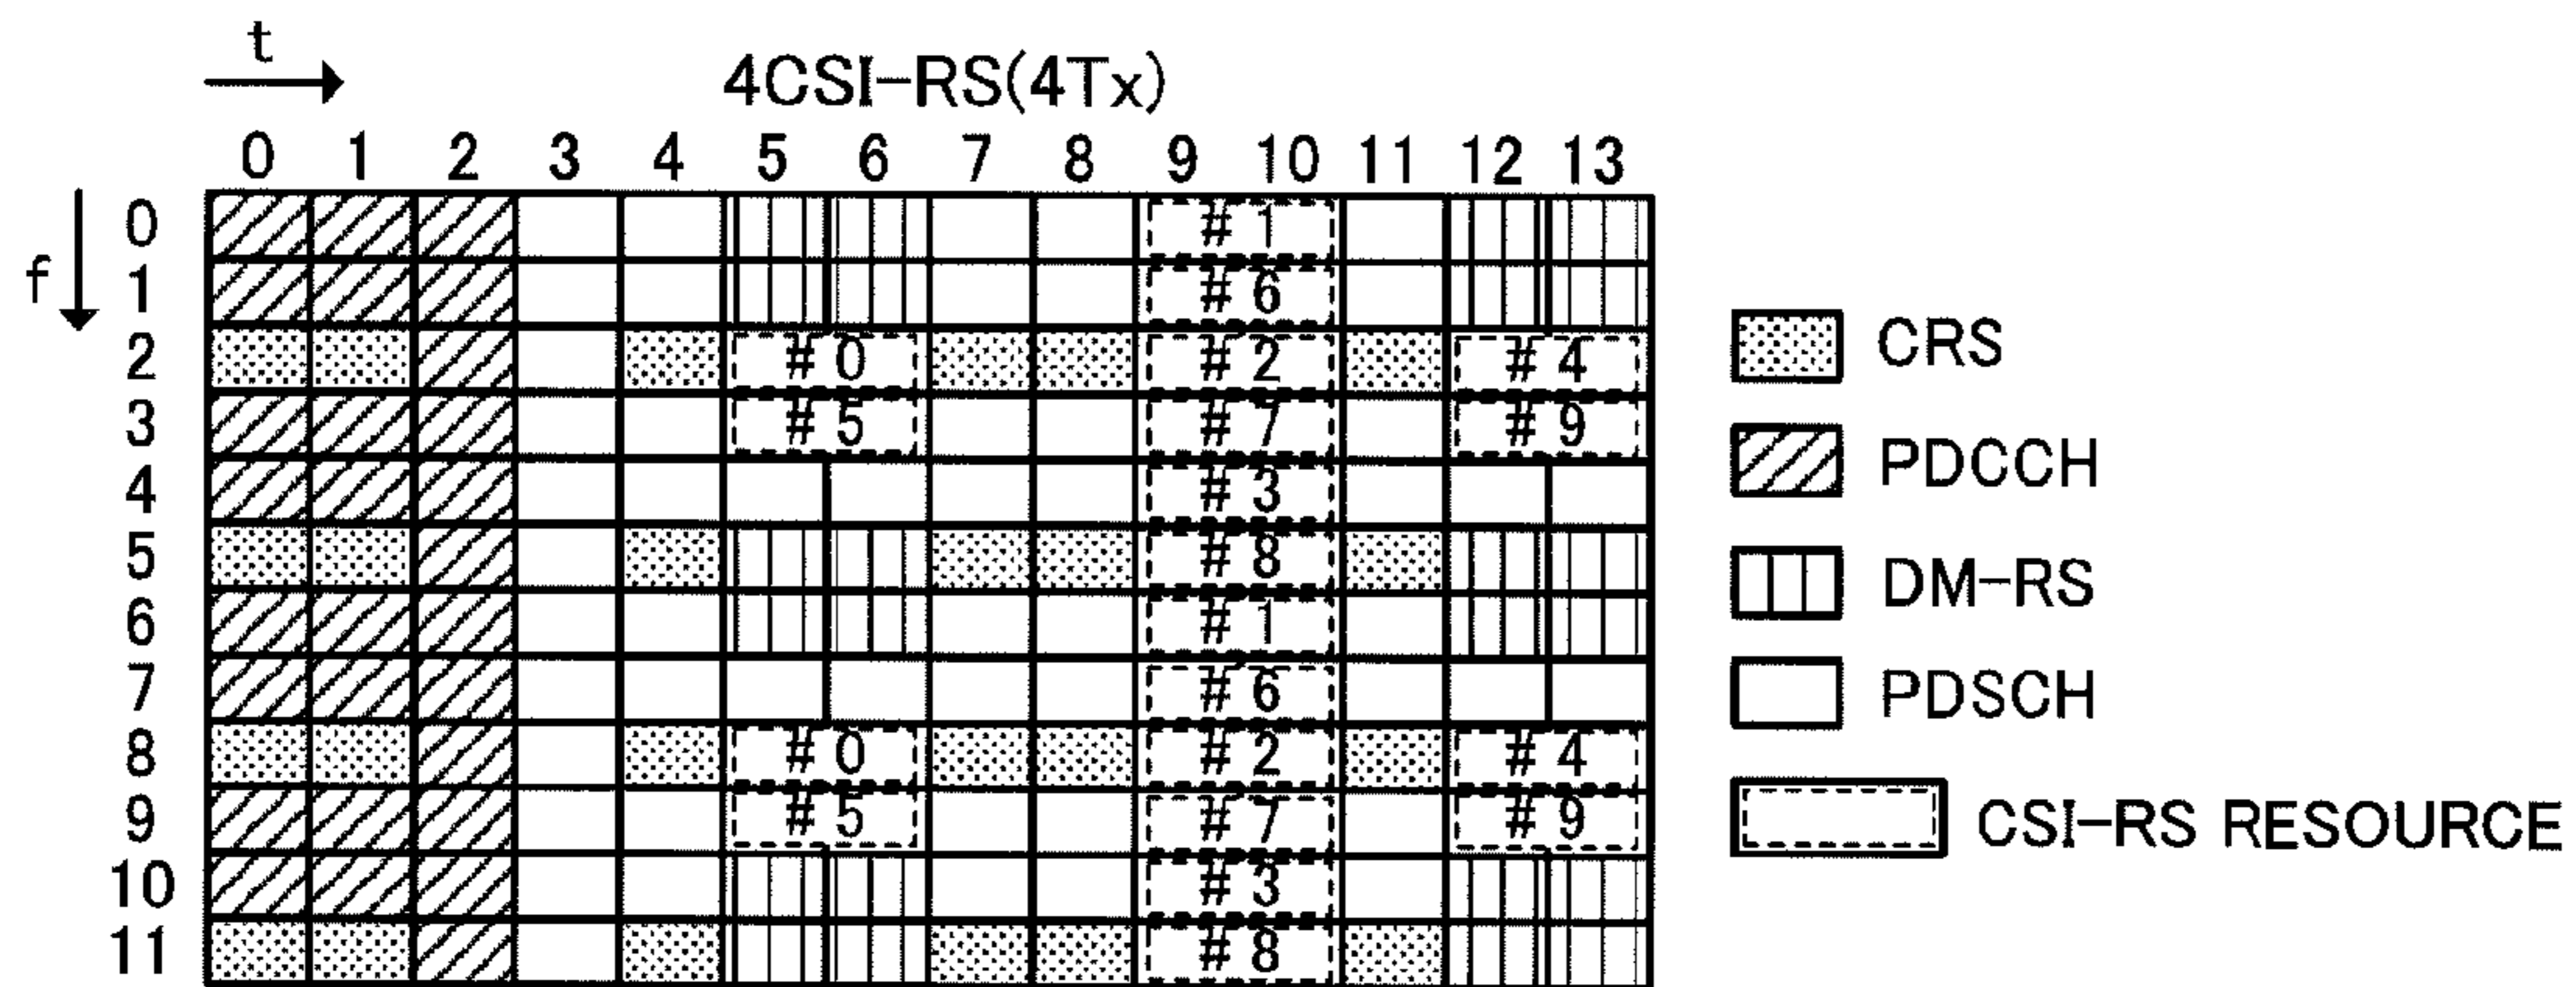 t
4CSI-RS(4Tx)
0 1 2 3 4 5 6 7 8 9 10 11 12 13
f
0 #1
1 #6
2 #0 #2 #4
3 #5 #7 #9
4 #3
5 #8
6 #1
7 #6
8 #0 #2 #4
9 #5 #7 #9
10 #3
11 #8
CRS
PDCCH
DM-RS
PDSCH
CSI-RS RESOURCE